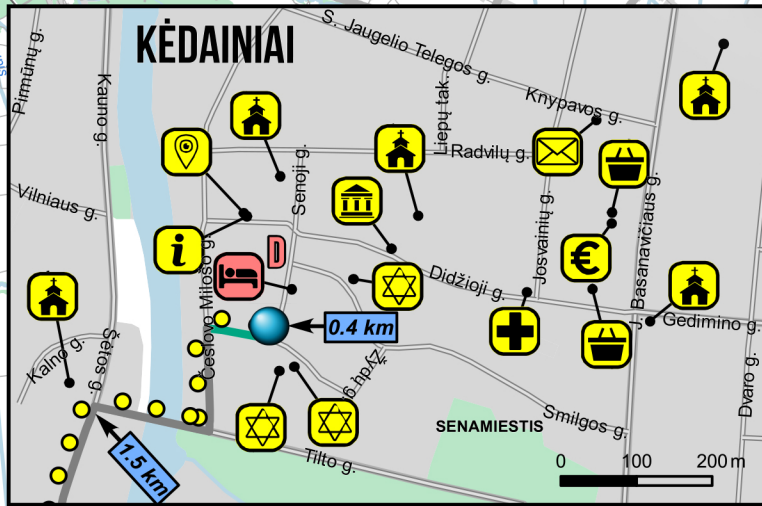 KĖDAINIAI
S. Jaugelio Telegos g.
Pirmūnų g.
Kauno g.
Liepų tak.
Knypavos g.
Radvilų g.
Senoji g.
Vilniaus g.
Josvainių g.
J. Basanavičiaus g.
i
D
€
Didžioji g.
Česlovo Milošo g.
Gedimino g.
0.4 km
Kalno g.
Šėtos g.
Žydų g.
Dvaro g.
Smilgos g.
SENAMIESTIS
Tilto g.
1.5 km
0 100 200 m